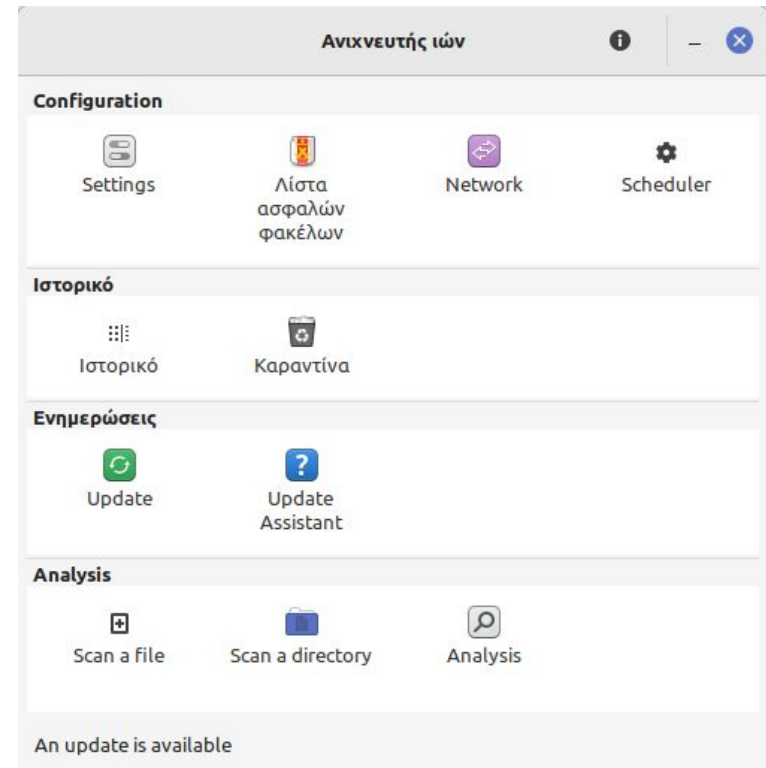 Ανιχνευτής ιών
Configuration
Settings
Λίστα
ασφαλών
φακέλων
Network
Scheduler
Ιστορικό
Ιστορικό
Καραντίνα
Ενημερώσεις
Update
Update
Assistant
Analysis
Scan a file
Scan a directory
Analysis
An update is available